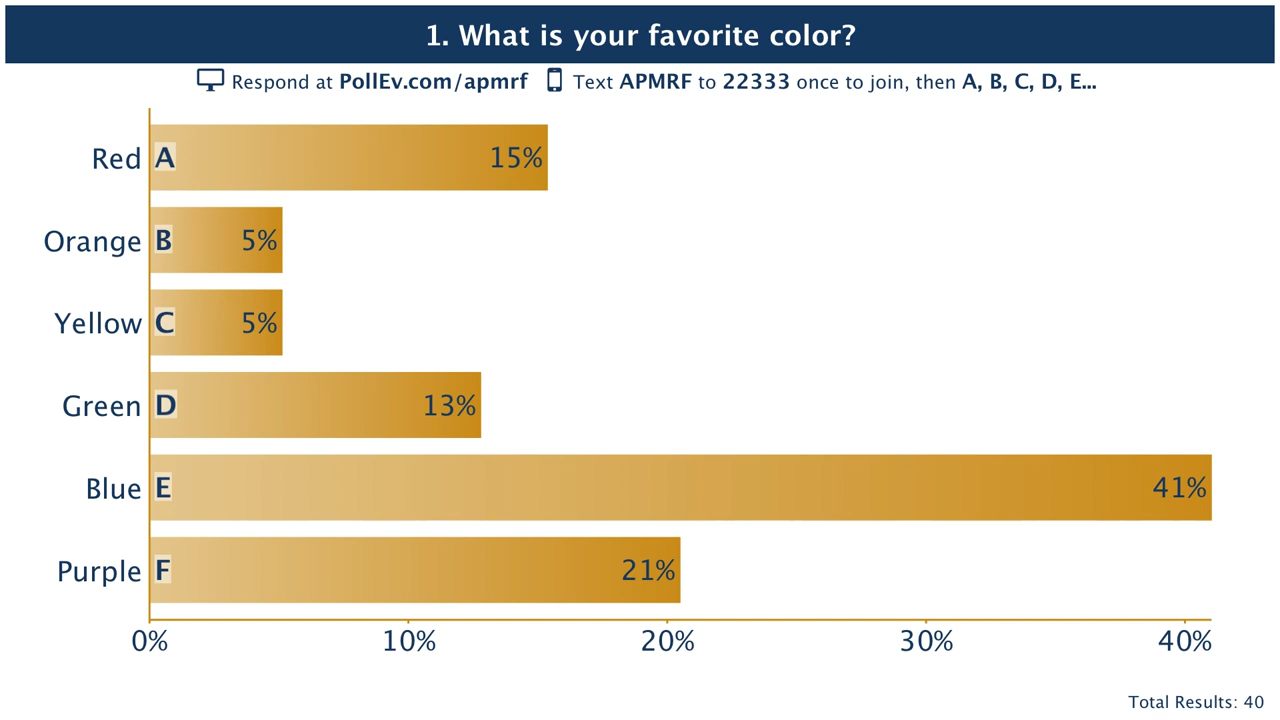 1. What is your favorite color?
Respond at PollEv.com/apmrf Text APMRF to 22333 once to join, then A, B, C, D, E...
Red A 15%
Orange B 5%
Yellow C 5%
Green D 13%
Blue E 41%
Purple F 21%
0% 10% 20% 30% 40%
Total Results: 40